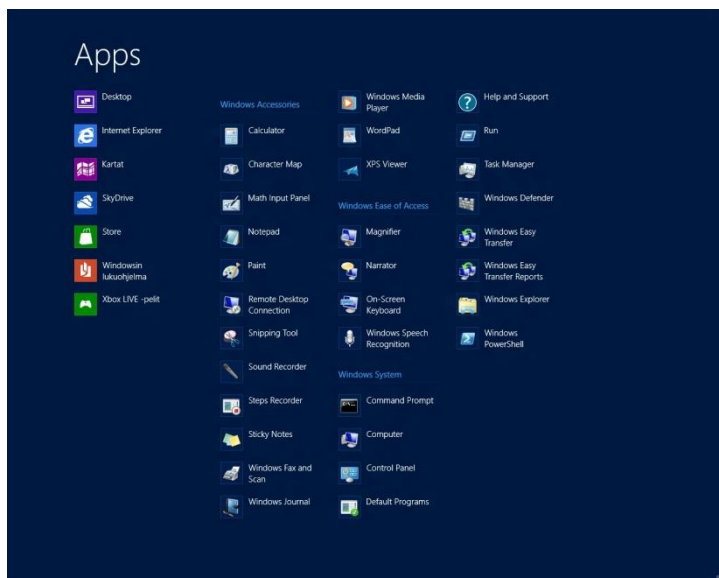 Apps
Desktop
Internet Explorer
Kartat
SkyDrive
Store
Windowsin
lukuohjelma
Xbox LIVE -pelit
Windows Accessories
Calculator
Character Map
Math Input Panel
Notepad
Paint
Remote Desktop
Connection
Snipping Tool
Sound Recorder
Steps Recorder
Sticky Notes
Windows Fax and
Scan
Windows Journal
Windows Media
Player
WordPad
XPS Viewer
Windows Ease of Access
Magnifier
Narrator
On-Screen
Keyboard
Windows Speech
Recognition
Windows System
Command Prompt
Computer
Control Panel
Default Programs
Help and Support
Run
Task Manager
Windows Defender
Windows Easy
Transfer
Windows Easy
Transfer Reports
Windows Explorer
Windows
PowerShell